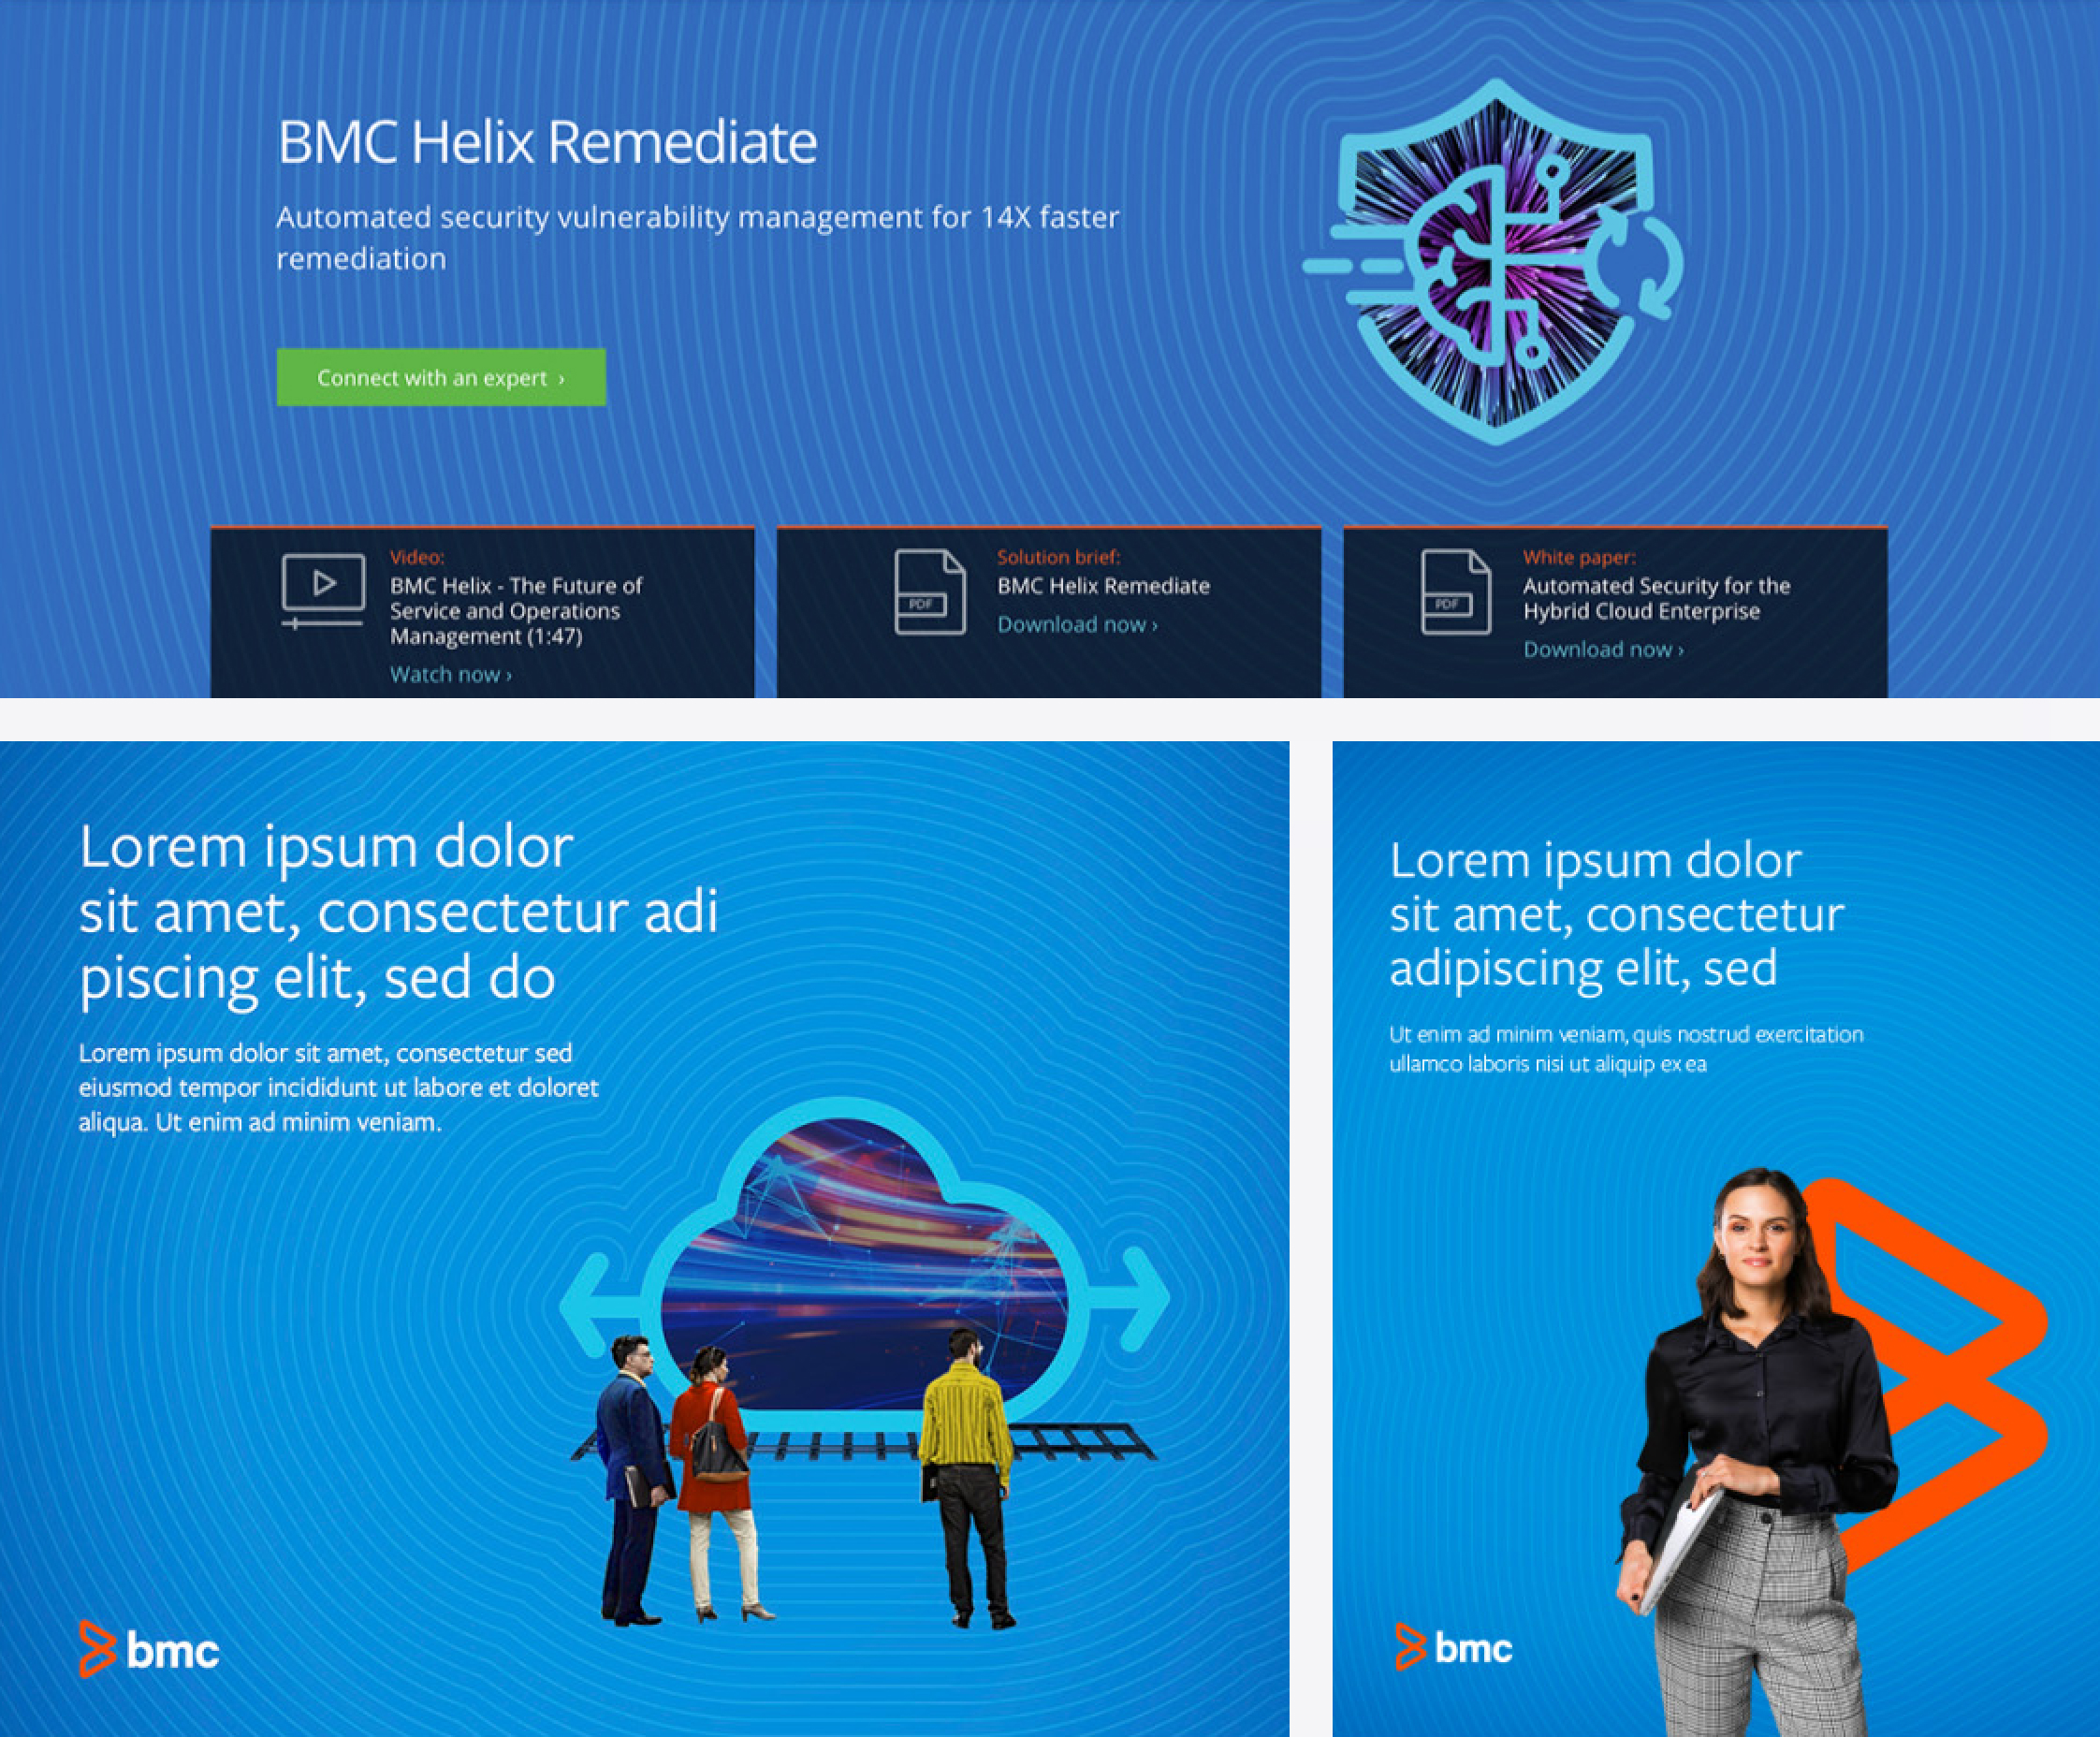 BMC Helix Remediate
Automated security vulnerability management for 14X faster
remediation
Connect with an expert ›
Video:
BMC Helix - The Future of
Service and Operations
Management (1:47)
Watch now ›
PDF
Solution brief:
BMC Helix Remediate
Download now ›
PDF
White paper:
Automated Security for the
Hybrid Cloud Enterprise
Download now ›
Lorem ipsum dolor
sit amet, consectetur adi
piscing elit, sed do
Lorem ipsum dolor sit amet, consectetur sed
eiusmod tempor incididunt ut labore et doloret
aliqua. Ut enim ad minim veniam.
bmc
Lorem ipsum dolor
sit amet, consectetur
adipiscing elit, sed
Ut enim ad minim veniam, quis nostrud exercitation
ullamco laboris nisi ut aliquip ex ea
bmc